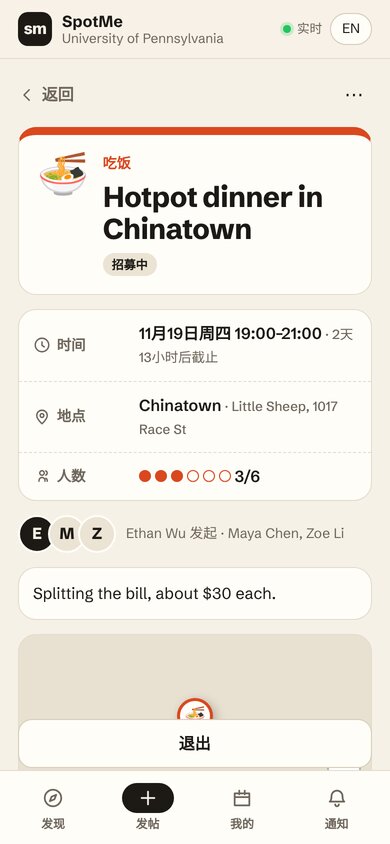 sm
SpotMe
University of Pennsylvania
实时
EN
返回
吃饭
Hotpot dinner in
Chinatown
招募中
时间
11月19日周四 19:00–21:00 · 2天
13小时后截止
地点
Chinatown · Little Sheep, 1017
Race St
人数
3/6
E M Z
Ethan Wu 发起 · Maya Chen, Zoe Li
Splitting the bill, about $30 each.
退出
发现
发帖
我的
通知